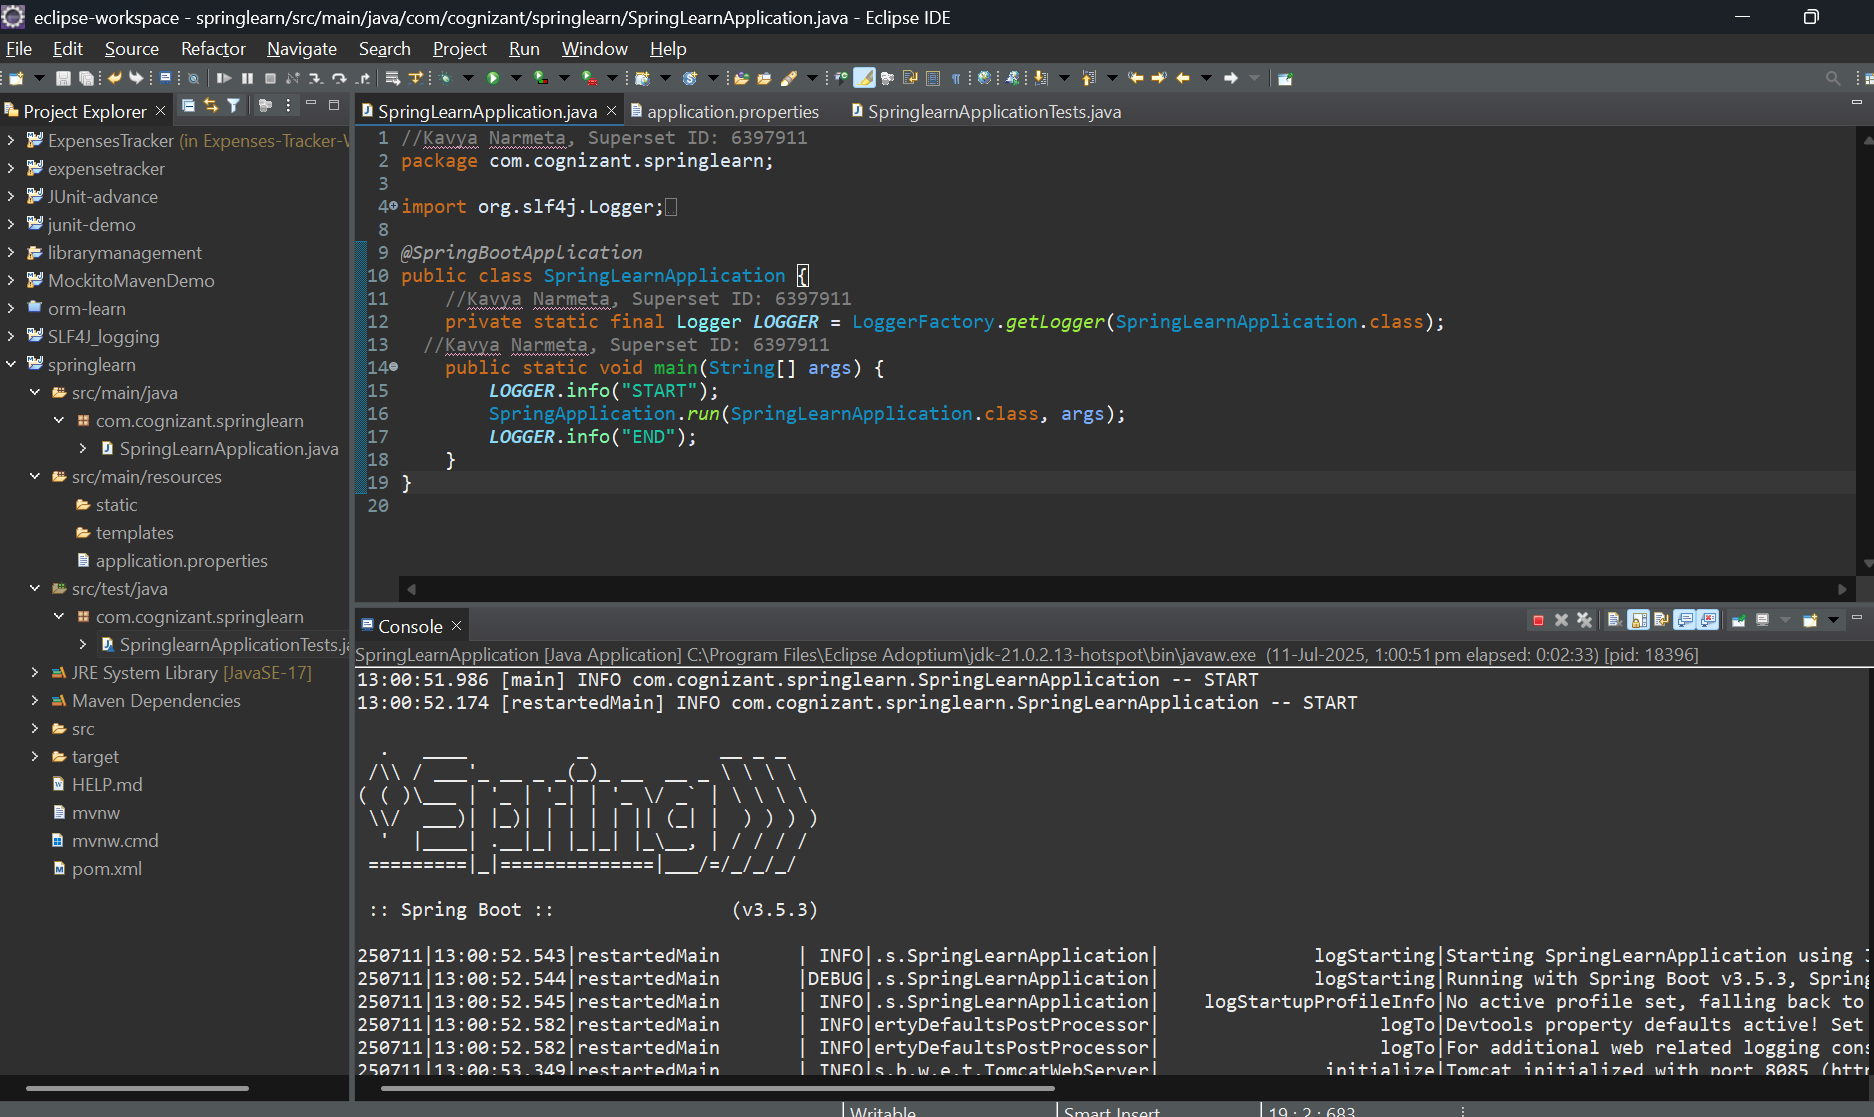 eclipse-workspace - springlearn/src/main/java/com/cognizant/springlearn/SpringLearnApplication.java - Eclipse IDE
File Edit Source Refactor Navigate Search Project Run Window Help
Project Explorer
ExpensesTracker (in Expenses-Tracker-
expensetracker
JUnit-advance
junit-demo
librarymanagement
MockitoMavenDemo
orm-learn
SLF4J_logging
springlearn
src/main/java
com.cognizant.springlearn
SpringLearnApplication.java
src/main/resources
static
templates
application.properties
src/test/java
com.cognizant.springlearn
SpringlearnApplicationTests.ja
JRE System Library [JavaSE-17]
Maven Dependencies
src
target
HELP.md
mvnw
mvnw.cmd
pom.xml
SpringLearnApplication.java application.properties SpringlearnApplicationTests.java
1 //Kavya Narmeta, Superset ID: 6397911
2 package com.cognizant.springlearn;
3
4 import org.slf4j.Logger;
8
9 @SpringBootApplication
10 public class SpringLearnApplication {
11 //Kavya Narmeta, Superset ID: 6397911
12 private static final Logger LOGGER = LoggerFactory.getLogger(SpringLearnApplication.class);
13 //Kavya Narmeta, Superset ID: 6397911
14 public static void main(String[] args) {
15 LOGGER.info("START");
16 SpringApplication.run(SpringLearnApplication.class, args);
17 LOGGER.info("END");
18 }
19 }
20
Console
SpringLearnApplication [Java Application] C:\Program Files\Eclipse Adoptium\jdk-21.0.2.13-hotspot\bin\javaw.exe (11-Jul-2025, 1:00:51 pm elapsed: 0:02:33) [pid: 18396]
13:00:51.986 [main] INFO com.cognizant.springlearn.SpringLearnApplication -- START
13:00:52.174 [restartedMain] INFO com.cognizant.springlearn.SpringLearnApplication -- START
Spring
:: Spring Boot :: (v3.5.3)
250711|13:00:52.543|restartedMain | INFO|.s.SpringLearnApplication| logStarting|Starting SpringLearnApplication using
250711|13:00:52.544|restartedMain |DEBUG|.s.SpringLearnApplication| logStarting|Running with Spring Boot v3.5.3, Spring
250711|13:00:52.545|restartedMain | INFO|.s.SpringLearnApplication| logStartupProfileInfo|No active profile set, falling back to
250711|13:00:52.582|restartedMain | INFO|ertyDefaultsPostProcessor| logTo|Devtools property defaults active! Set
250711|13:00:52.582|restartedMain | INFO|ertyDefaultsPostProcessor| logTo|For additional web related logging cons
250711|13:00:53.349|restartedMain | INFO|s.b.w.e.t.TomcatWebServer| initialize|Tomcat initialized with port 8085 (htt
Writable Smart Insert 19 : 2 : 683